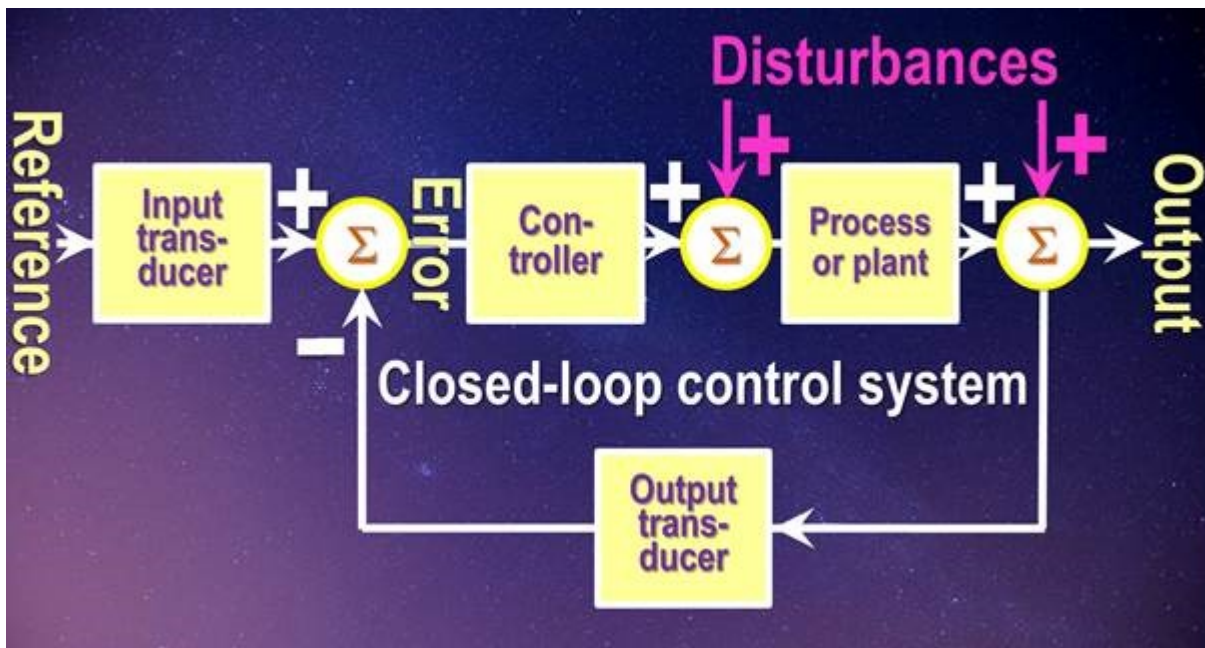 Disturbances
Reference
Input
trans-
ducer
+
Σ
-
Error
Con-
troller
+
+
Σ
Process
or plant
+
+
Σ
Output
Closed-loop control system
Output
trans-
ducer